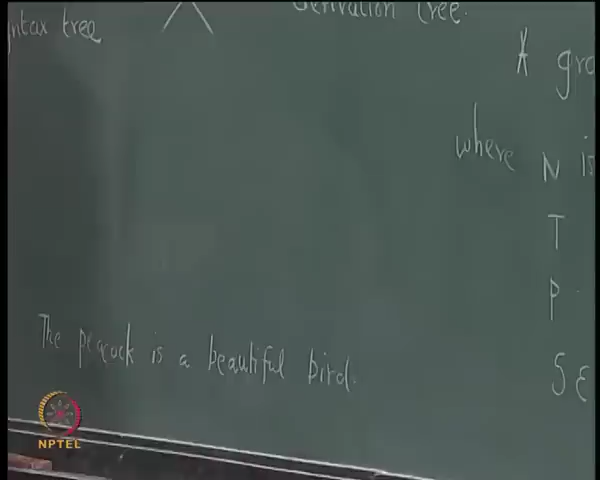 ntax tree
Derivation tree.
A gra
where N is
T
P
S ∈
The peacock is a beautiful bird.
NPTEL